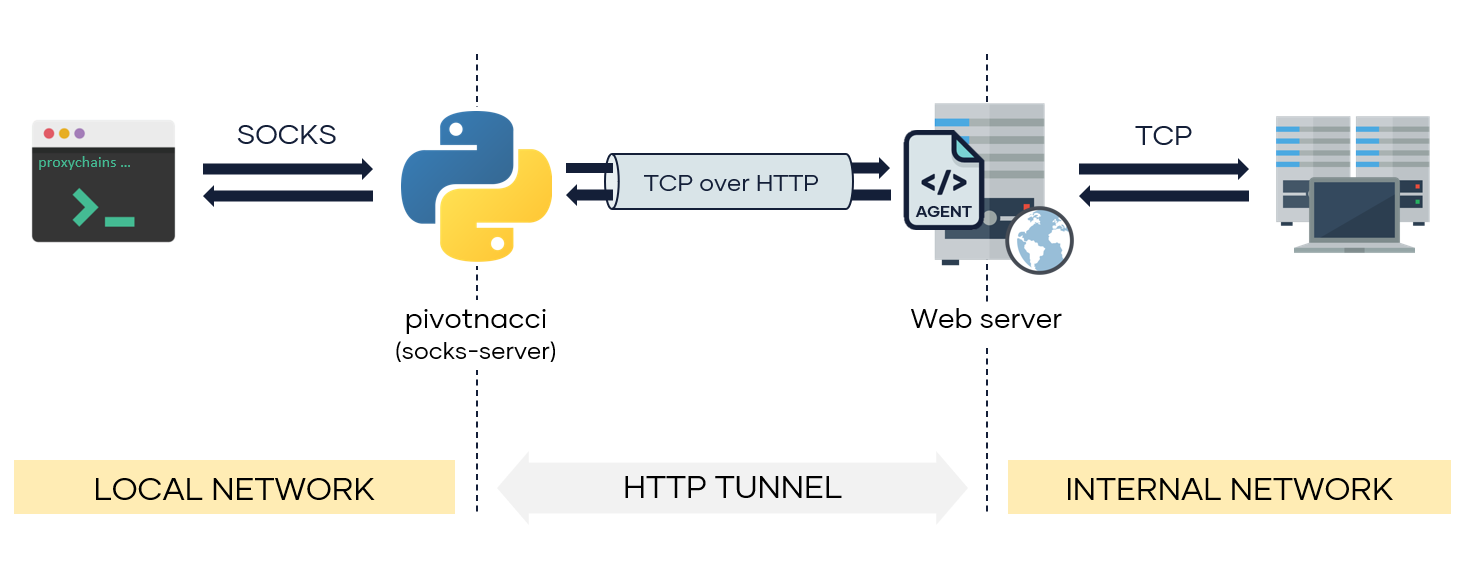 SOCKS
TCP
proxychains ...
TCP over HTTP
</>
AGENT
pivotnacci
(socks-server)
Web server
LOCAL NETWORK
HTTP TUNNEL
INTERNAL NETWORK